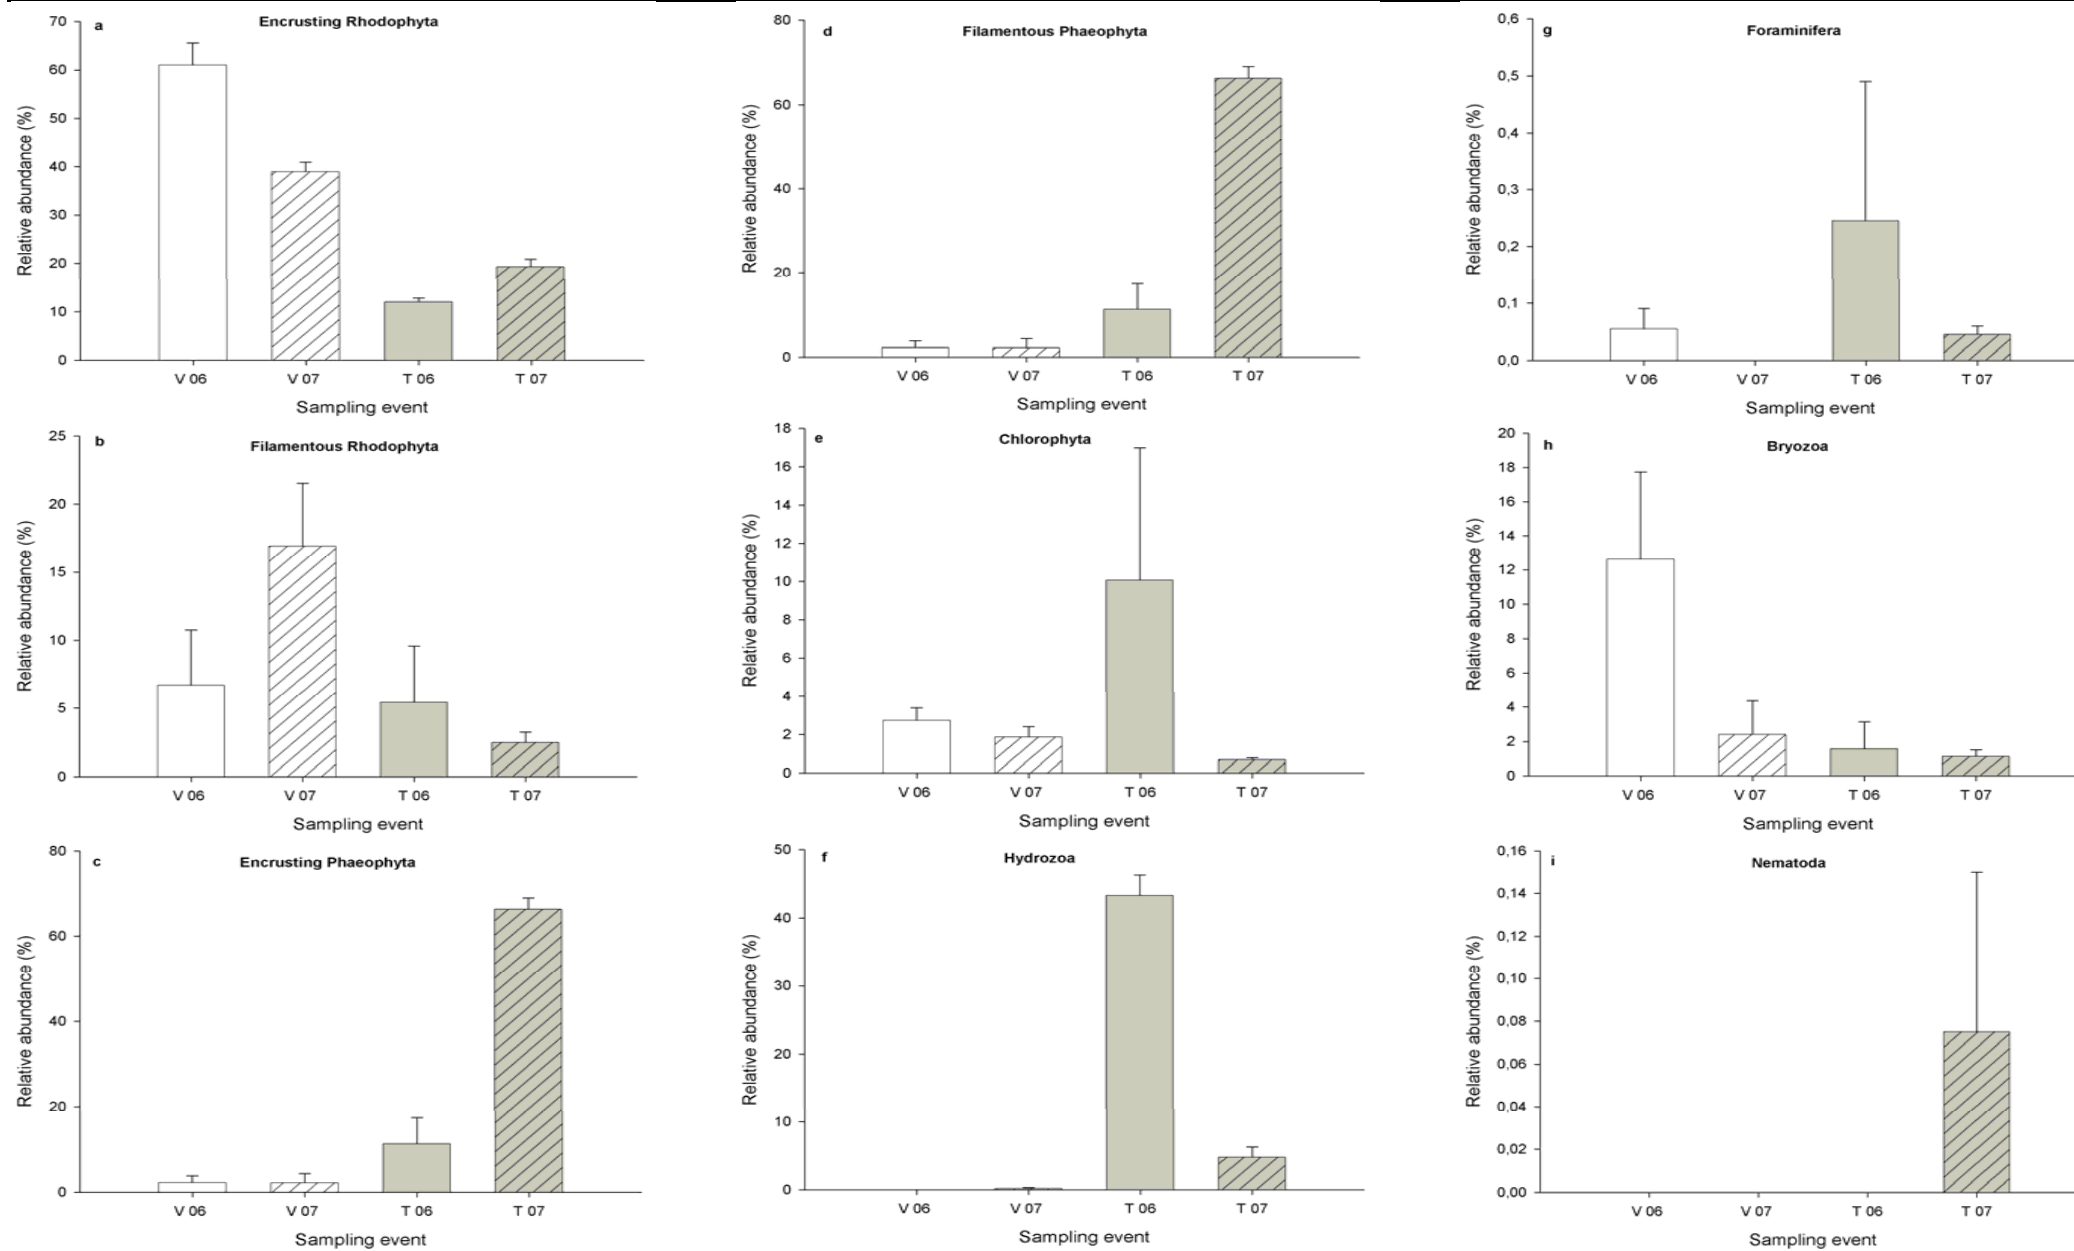 a
Encrusting Rhodophyta
Relative abundance (%)
70
60
50
40
30
20
10
0
V 06 V 07 T 06 T 07
Sampling event
b
Filamentous Rhodophyta
Relative abundance (%)
25
20
15
10
5
0
V 06 V 07 T 06 T 07
Sampling event
c
Encrusting Phaeophyta
Relative abundance (%)
80
60
40
20
0
V 06 V 07 T 06 T 07
Sampling event
d
Filamentous Phaeophyta
Relative abundance (%)
80
60
40
20
0
V 06 V 07 T 06 T 07
Sampling event
e
Chlorophyta
Relative abundance (%)
18
16
14
12
10
8
6
4
2
0
V 06 V 07 T 06 T 07
Sampling event
f
Hydrozoa
Relative abundance (%)
50
40
30
20
10
0
V 06 V 07 T 06 T 07
Sampling event
g
Foraminifera
Relative abundance (%)
0,6
0,5
0,4
0,3
0,2
0,1
0,0
V 06 V 07 T 06 T 07
Sampling event
h
Bryozoa
Relative abundance (%)
20
18
16
14
12
10
8
6
4
2
0
V 06 V 07 T 06 T 07
Sampling event
i
Nematoda
Relative abundance (%)
0,16
0,14
0,12
0,10
0,08
0,06
0,04
0,02
0,00
V 06 V 07 T 06 T 07
Sampling event